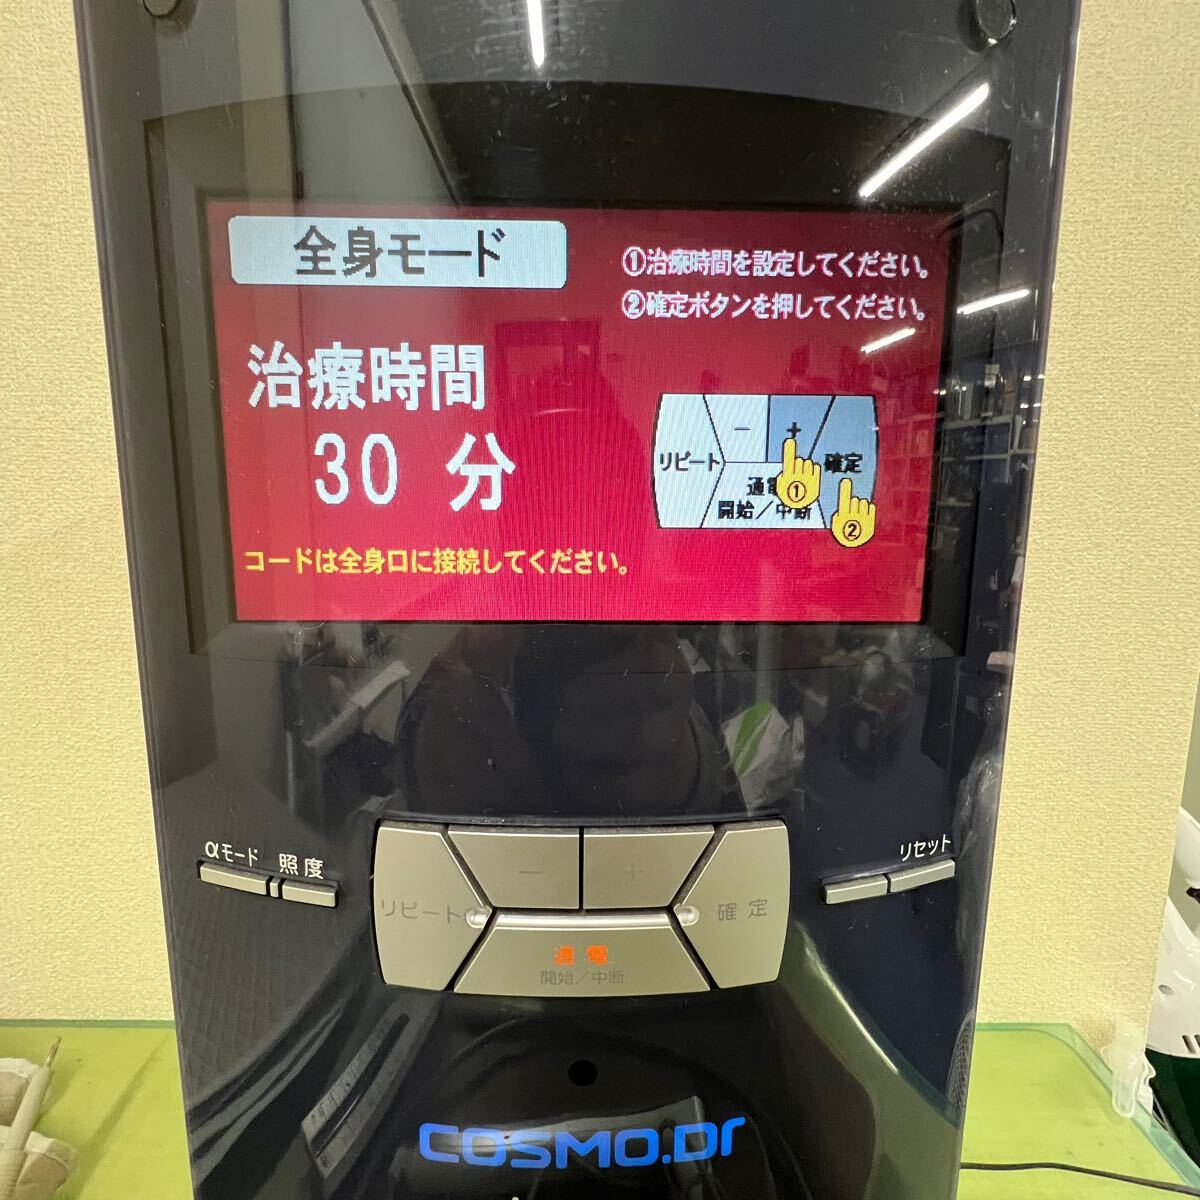 全身モード
①治療時間を設定してください。
②確定ボタンを押してください。
治療時間
30 分
リピート
－
＋
確定
開始／中断
①
②
コードは全身口に接続してください。
αモード
照度
リセット
－
＋
リピート
確定
通電
開始／中断
COSMO.Dr